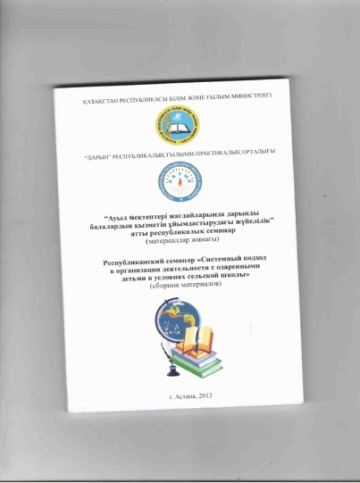 ҚАЗАҚСТАН РЕСПУБЛИКАСЫ БІЛІМ ЖӘНЕ ҒЫЛЫМ МИНИСТРЛІГІ
"ДАРЫН" РЕСПУБЛИКАЛЫҚ ҒЫЛЫМИ-ПРАКТИКАЛЫҚ ОРТАЛЫҒЫ
"Ауыл мектептері жағдайларында дарынды
балалардың қызметін ұйымдастырудағы жүйелілік"
атты республикалық семинар
(материалдар жинағы)
Республиканский семинар «Системный подход
в организации деятельности с одаренными
детьми в условиях сельской школы»
(сборник материалов)
г. Астана, 2013